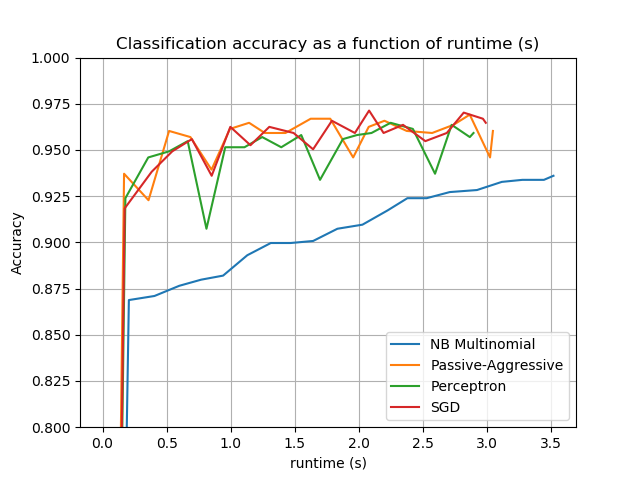 Classification accuracy as a function of runtime (s)
1.000
0.975
0.950
0.925
0.900
0.875
0.850
0.825
0.800
Accuracy
NB Multinomial
Passive-Aggressive
Perceptron
SGD
0.0 0.5 1.0 1.5 2.0 2.5 3.0 3.5
runtime (s)